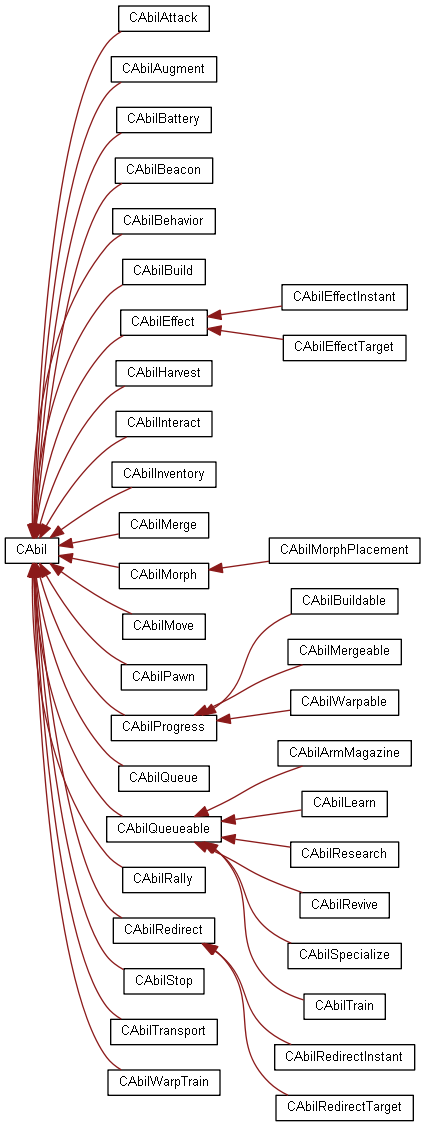 CAbilAttack
CAbilAugment
CAbilBattery
CAbilBeacon
CAbilBehavior
CAbilBuild
CAbilEffectInstant
CAbilEffect
CAbilEffectTarget
CAbilHarvest
CAbilInteract
CAbilInventory
CAbilMerge
CAbil
CAbilMorphPlacement
CAbilMorph
CAbilBuildable
CAbilMove
CAbilMergeable
CAbilPawn
CAbilWarpable
CAbilProgress
CAbilArmMagazine
CAbilQueue
CAbilLearn
CAbilQueueable
CAbilResearch
CAbilRally
CAbilRevive
CAbilRedirect
CAbilSpecialize
CAbilStop
CAbilTrain
CAbilTransport
CAbilRedirectInstant
CAbilWarpTrain
CAbilRedirectTarget